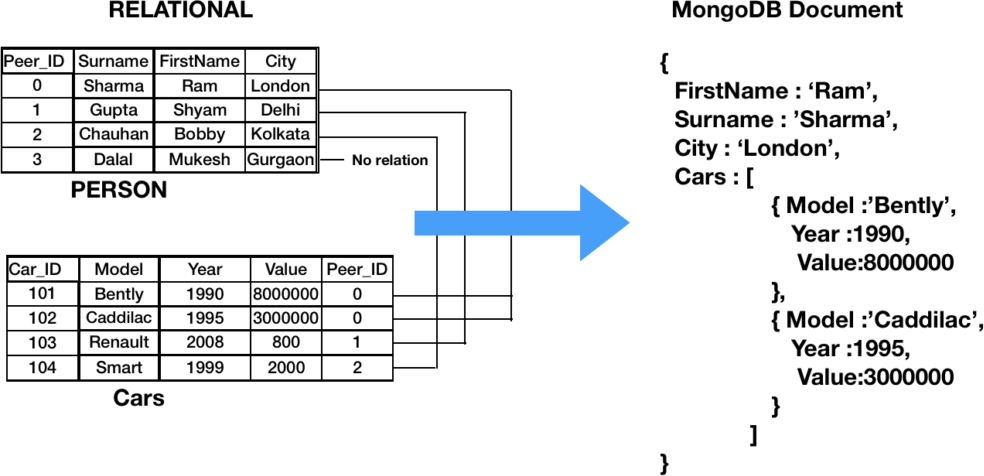 RELATIONAL
Peer_ID Surname FirstName City
0 Sharma Ram London
1 Gupta Shyam Delhi
2 Chauhan Bobby Kolkata
3 Dalal Mukesh Gurgaon No relation
PERSON
Car_ID Model Year Value Peer_ID
101 Bently 1990 8000000 0
102 Caddilac 1995 3000000 0
103 Renault 2008 800 1
104 Smart 1999 2000 2
Cars
MongoDB Document
{
FirstName : ‘Ram’,
Surname : ’Sharma’,
City : ‘London’,
Cars : [
{ Model :’Bently’,
Year :1990,
Value:8000000
},
{ Model :’Caddilac’,
Year :1995,
Value:3000000
}
]
}